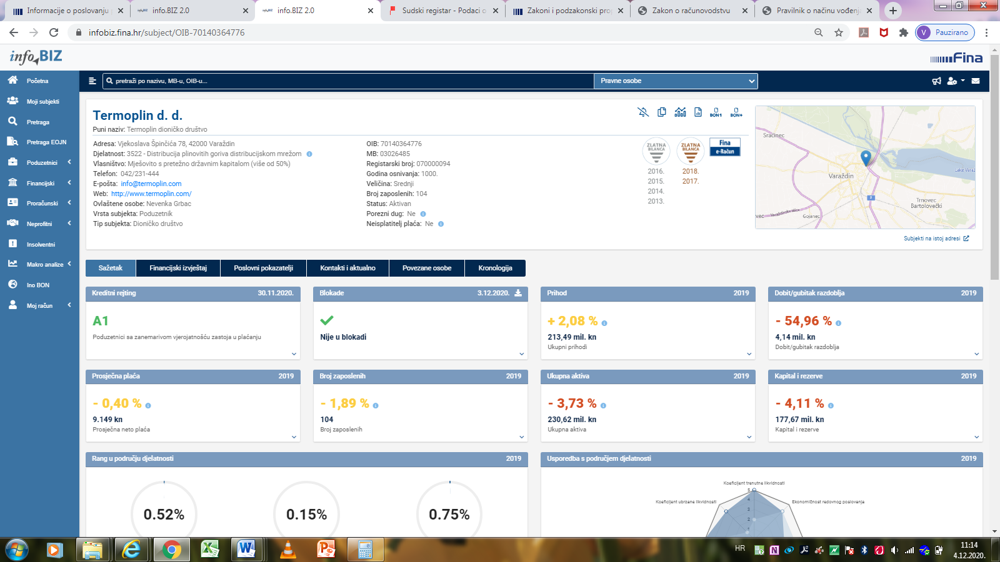 Informacije o poslovanju
info.BIZ 2.0
info.BIZ 2.0
Sudski registar - Podaci o
Zakoni i podzakonski prop
Zakon o računovodstvu
Pravilnik o načinu vođenja
infobiz.fina.hr/subject/OIB-70140364776
V Pauzirano
info BIZ
Fina
Početna
Moji subjekti
Pretraga
Pretraga EOJN
Poduzetnici
Financijski
Proračunski
Neprofitni
Insolventni
Makro analize
Ino BON
Moj račun
pretraži po nazivu, MB-u, OIB-u...
Pravne osobe
Termoplin d. d.
BON1
BON+
Puni naziv: Termoplin dioničko društvo
Adresa: Vjekoslava Špinčića 78, 42000 Varaždin
Djelatnost: 3522 - Distribucija plinovitih goriva distribucijskom mrežom
Vlasništvo: Mješovito s pretežno državnim kapitalom (više od 50%)
Telefon: 042/231-444
E-pošta: info@termoplin.com
Web: http://www.termoplin.com/
Ovlaštene osobe: Nevenka Grbac
Vrsta subjekta: Poduzetnik
Tip subjekta: Dioničko društvo
OIB: 70140364776
MB: 03026485
Registarski broj: 070000094
Godina osnivanja: 1000.
Veličina: Srednji
Broj zaposlenih: 104
Status: Aktivan
Porezni dug: Ne
Neisplatitelj plaća: Ne
ZLATNA
BILANCA
2016.
2015.
2014.
2013.
ZLATNA
BILANCA
2018.
2017.
Fina
e-Račun
Sracinec
Varaždin
Lake Varaž
Trnovec
Bartolovečki
Gojanec
vec
Varaždinska ulica
2
Subjekti na istoj adresi
Sažetak
Financijski izvještaj
Poslovni pokazatelji
Kontakti i aktualno
Povezane osobe
Kronologija
Kreditni rejting 30.11.2020.
A1
Poduzetnici sa zanemarivom vjerojatnošću zastoja u plaćanju
Blokade 3.12.2020.
Nije u blokadi
Prihod 2019
+ 2,08 %
213,49 mil. kn
Ukupni prihodi
Dobit/gubitak razdoblja 2019
- 54,96 %
4,14 mil. kn
Dobit/gubitak razdoblja
Prosječna plaća 2019
- 0,40 %
9.149 kn
Prosječna neto plaća
Broj zaposlenih 2019
- 1,89 %
104
Broj zaposlenih
Ukupna aktiva 2019
- 3,73 %
230,62 mil. kn
Ukupna aktiva
Kapital i rezerve 2019
- 4,11 %
177,67 mil. kn
Kapital i rezerve
Rang u području djelatnosti 2019
0.52%
0.15%
0.75%
Usporedba s područjem djelatnosti 2019
Koeficijent trenutne likvidnosti
Koeficijent ubrzane likvidnosti
Ekonomičnost redovnog poslovanja
5
4
3
2
1
HR
11:14
4.12.2020.